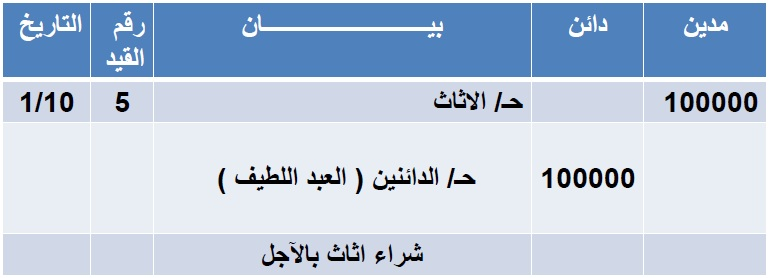 مدين دائن بيـــــــــــــــــــــــان رقم القيد التاريخ
100000 حـ/ الاثاث 5 1/10
100000 حـ/ الدائنين ( العبد اللطيف )
شراء اثاث بالآجل